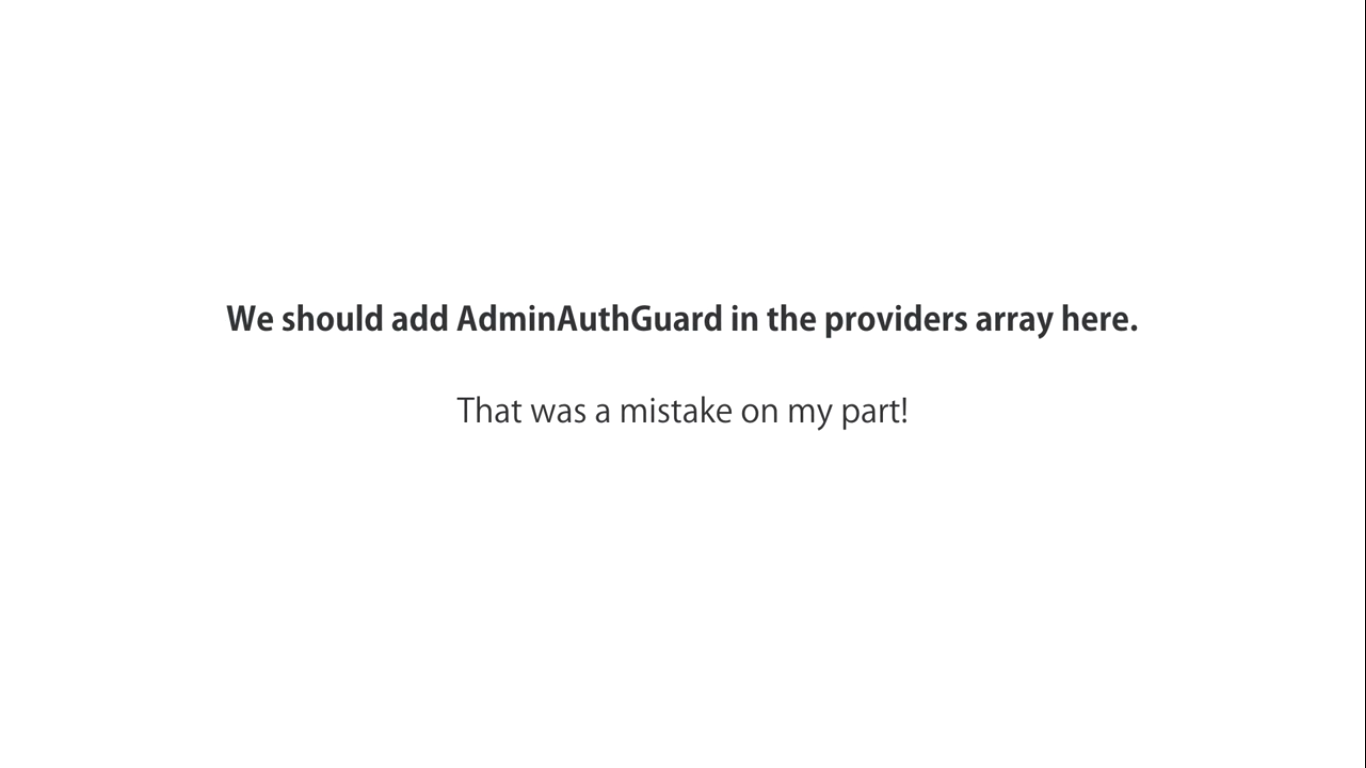 We should add AdminAuthGuard in the providers array here.
That was a mistake on my part!